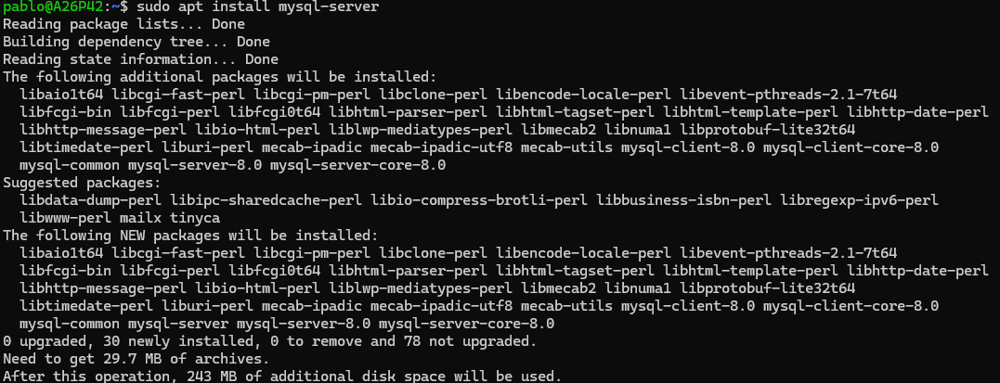 pablo@A26P42:~$ sudo apt install mysql-server
Reading package lists... Done
Building dependency tree... Done
Reading state information... Done
The following additional packages will be installed:
  libaio1t64 libcgi-fast-perl libcgi-pm-perl libclone-perl libencode-locale-perl libevent-pthreads-2.1-7t64
  libfcgi-bin libfcgi-perl libfcgi0t64 libhtml-parser-perl libhtml-tagset-perl libhtml-template-perl libhttp-date-perl
  libhttp-message-perl libio-html-perl liblwp-mediatypes-perl libmecab2 libnuma1 libprotobuf-lite32t64
  libtimedate-perl liburi-perl mecab-ipadic mecab-ipadic-utf8 mecab-utils mysql-client-8.0 mysql-client-core-8.0
  mysql-common mysql-server-8.0 mysql-server-core-8.0
Suggested packages:
  libdata-dump-perl libipc-sharedcache-perl libio-compress-brotli-perl libbusiness-isbn-perl libregexp-ipv6-perl
  libwww-perl mailx tinyca
The following NEW packages will be installed:
  libaio1t64 libcgi-fast-perl libcgi-pm-perl libclone-perl libencode-locale-perl libevent-pthreads-2.1-7t64
  libfcgi-bin libfcgi-perl libfcgi0t64 libhtml-parser-perl libhtml-tagset-perl libhtml-template-perl libhttp-date-perl
  libhttp-message-perl libio-html-perl liblwp-mediatypes-perl libmecab2 libnuma1 libprotobuf-lite32t64
  libtimedate-perl liburi-perl mecab-ipadic mecab-ipadic-utf8 mecab-utils mysql-client-8.0 mysql-client-core-8.0
  mysql-common mysql-server mysql-server-8.0 mysql-server-core-8.0
0 upgraded, 30 newly installed, 0 to remove and 78 not upgraded.
Need to get 29.7 MB of archives.
After this operation, 243 MB of additional disk space will be used.